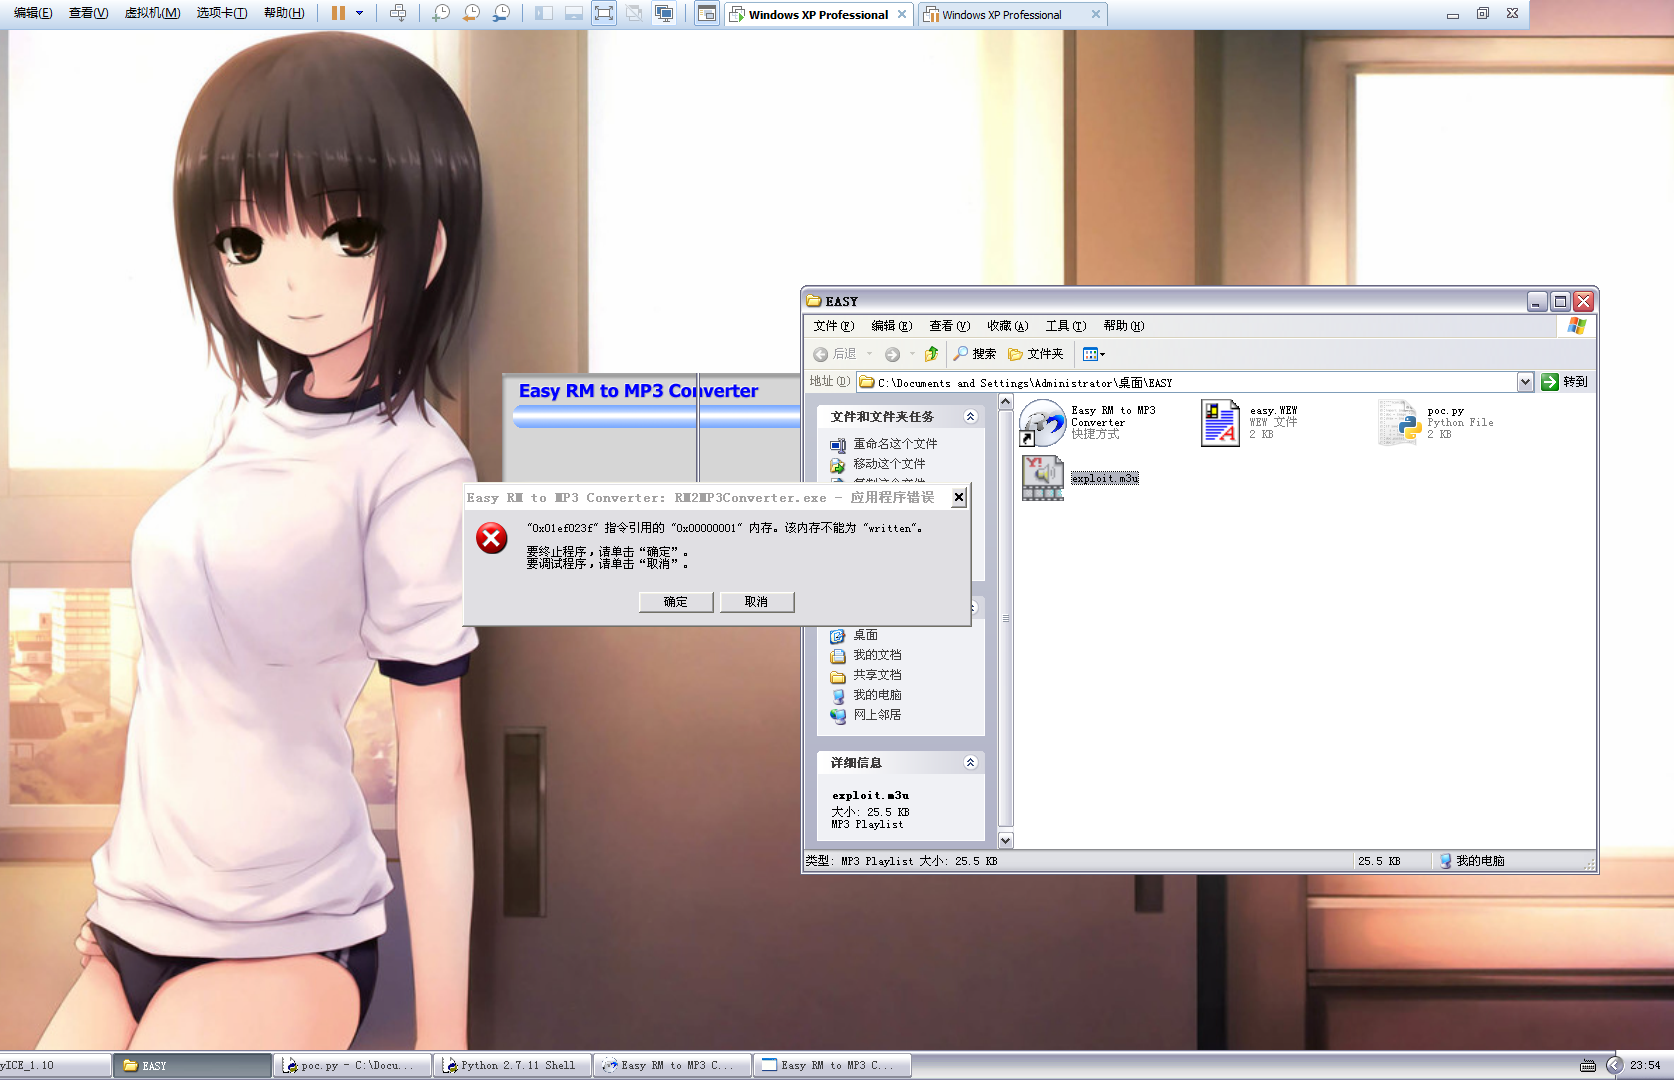 编辑(E) 查看(V) 虚拟机(M) 选项卡(T) 帮助(H)
Windows XP Professional
Windows XP Professional
Easy RM to MP3 Converter
EASY
文件(F) 编辑(E) 查看(V) 收藏(A) 工具(T) 帮助(H)
后退 搜索 文件夹
地址(D) C:\Documents and Settings\Administrator\桌面\EASY 转到
文件和文件夹任务
重命名这个文件
移动这个文件
复制这个文件
Easy RM to MP3 Converter
快捷方式
easy.WEW
WEW 文件
2 KB
poc.py
Python File
2 KB
exploit.m3u
Easy RM to MP3 Converter: RM2MP3Converter.exe - 应用程序错误
"0x01ef023f" 指令引用的 "0x00000001" 内存。该内存不能为 "written"。
要终止程序，请单击“确定”。
要调试程序，请单击“取消”。
确定 取消
桌面
我的文档
共享文档
我的电脑
网上邻居
详细信息
exploit.m3u
大小: 25.5 KB
MP3 Playlist
类型: MP3 Playlist 大小: 25.5 KB 25.5 KB 我的电脑
yICE_1.10 EASY poc.py - C:\Docu... Python 2.7.11 Shell Easy RM to MP3 C... Easy RM to MP3 C... 23:54